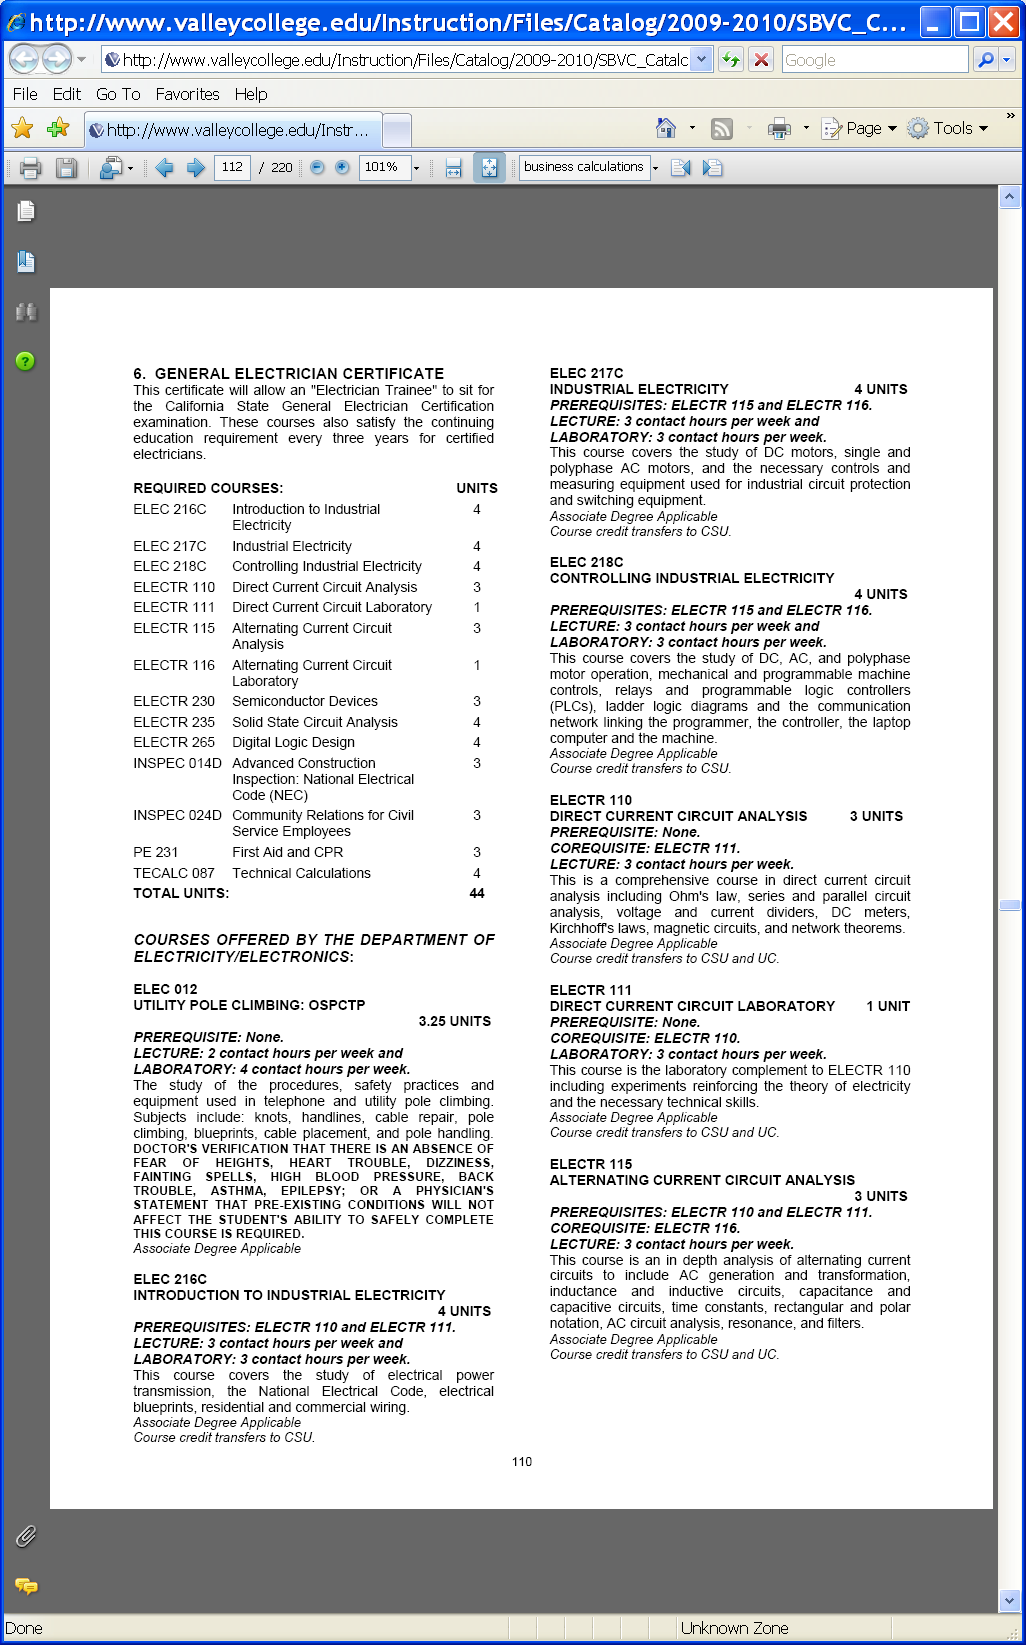 http://www.valleycollege.edu/Instruction/Files/Catalog/2009-2010/SBVC_C...
http://www.valleycollege.edu/Instruction/Files/Catalog/2009-2010/SBVC_Catalc
Google
File Edit Go To Favorites Help
http://www.valleycollege.edu/Instr...
Page Tools
112 / 220 101% business calculations
6. GENERAL ELECTRICIAN CERTIFICATE
This certificate will allow an "Electrician Trainee" to sit for
the California State General Electrician Certification
examination. These courses also satisfy the continuing
education requirement every three years for certified
electricians.
REQUIRED COURSES: UNITS
ELEC 216C Introduction to Industrial 4
Electricity
ELEC 217C Industrial Electricity 4
ELEC 218C Controlling Industrial Electricity 4
ELECTR 110 Direct Current Circuit Analysis 3
ELECTR 111 Direct Current Circuit Laboratory 1
ELECTR 115 Alternating Current Circuit 3
Analysis
ELECTR 116 Alternating Current Circuit 1
Laboratory
ELECTR 230 Semiconductor Devices 3
ELECTR 235 Solid State Circuit Analysis 4
ELECTR 265 Digital Logic Design 4
INSPEC 014D Advanced Construction 3
Inspection: National Electrical
Code (NEC)
INSPEC 024D Community Relations for Civil 3
Service Employees
PE 231 First Aid and CPR 3
TECALC 087 Technical Calculations 4
TOTAL UNITS: 44
COURSES OFFERED BY THE DEPARTMENT OF
ELECTRICITY/ELECTRONICS:
ELEC 012
UTILITY POLE CLIMBING: OSPCTP
3.25 UNITS
PREREQUISITE: None.
LECTURE: 2 contact hours per week and
LABORATORY: 4 contact hours per week.
The study of the procedures, safety practices and
equipment used in telephone and utility pole climbing.
Subjects include: knots, handlines, cable repair, pole
climbing, blueprints, cable placement, and pole handling.
DOCTOR'S VERIFICATION THAT THERE IS AN ABSENCE OF
FEAR OF HEIGHTS, HEART TROUBLE, DIZZINESS,
FAINTING SPELLS, HIGH BLOOD PRESSURE, BACK
TROUBLE, ASTHMA, EPILEPSY; OR A PHYSICIAN'S
STATEMENT THAT PRE-EXISTING CONDITIONS WILL NOT
AFFECT THE STUDENT'S ABILITY TO SAFELY COMPLETE
THIS COURSE IS REQUIRED.
Associate Degree Applicable
ELEC 216C
INTRODUCTION TO INDUSTRIAL ELECTRICITY
4 UNITS
PREREQUISITES: ELECTR 110 and ELECTR 111.
LECTURE: 3 contact hours per week and
LABORATORY: 3 contact hours per week.
This course covers the study of electrical power
transmission, the National Electrical Code, electrical
blueprints, residential and commercial wiring.
Associate Degree Applicable
Course credit transfers to CSU.
ELEC 217C
INDUSTRIAL ELECTRICITY 4 UNITS
PREREQUISITES: ELECTR 115 and ELECTR 116.
LECTURE: 3 contact hours per week and
LABORATORY: 3 contact hours per week.
This course covers the study of DC motors, single and
polyphase AC motors, and the necessary controls and
measuring equipment used for industrial circuit protection
and switching equipment.
Associate Degree Applicable
Course credit transfers to CSU.
ELEC 218C
CONTROLLING INDUSTRIAL ELECTRICITY
4 UNITS
PREREQUISITES: ELECTR 115 and ELECTR 116.
LECTURE: 3 contact hours per week and
LABORATORY: 3 contact hours per week.
This course covers the study of DC, AC, and polyphase
motor operation, mechanical and programmable machine
controls, relays and programmable logic controllers
(PLCs), ladder logic diagrams and the communication
network linking the programmer, the controller, the laptop
computer and the machine.
Associate Degree Applicable
Course credit transfers to CSU.
ELECTR 110
DIRECT CURRENT CIRCUIT ANALYSIS 3 UNITS
PREREQUISITE: None.
COREQUISITE: ELECTR 111.
LECTURE: 3 contact hours per week.
This is a comprehensive course in direct current circuit
analysis including Ohm's law, series and parallel circuit
analysis, voltage and current dividers, DC meters,
Kirchhoff's laws, magnetic circuits, and network theorems.
Associate Degree Applicable
Course credit transfers to CSU and UC.
ELECTR 111
DIRECT CURRENT CIRCUIT LABORATORY 1 UNIT
PREREQUISITE: None.
COREQUISITE: ELECTR 110.
LABORATORY: 3 contact hours per week.
This course is the laboratory complement to ELECTR 110
including experiments reinforcing the theory of electricity
and the necessary technical skills.
Associate Degree Applicable
Course credit transfers to CSU and UC.
ELECTR 115
ALTERNATING CURRENT CIRCUIT ANALYSIS
3 UNITS
PREREQUISITES: ELECTR 110 and ELECTR 111.
COREQUISITE: ELECTR 116.
LECTURE: 3 contact hours per week.
This course is an in depth analysis of alternating current
circuits to include AC generation and transformation,
inductance and inductive circuits, capacitance and
capacitive circuits, time constants, rectangular and polar
notation, AC circuit analysis, resonance, and filters.
Associate Degree Applicable
Course credit transfers to CSU and UC.
110
Done Unknown Zone